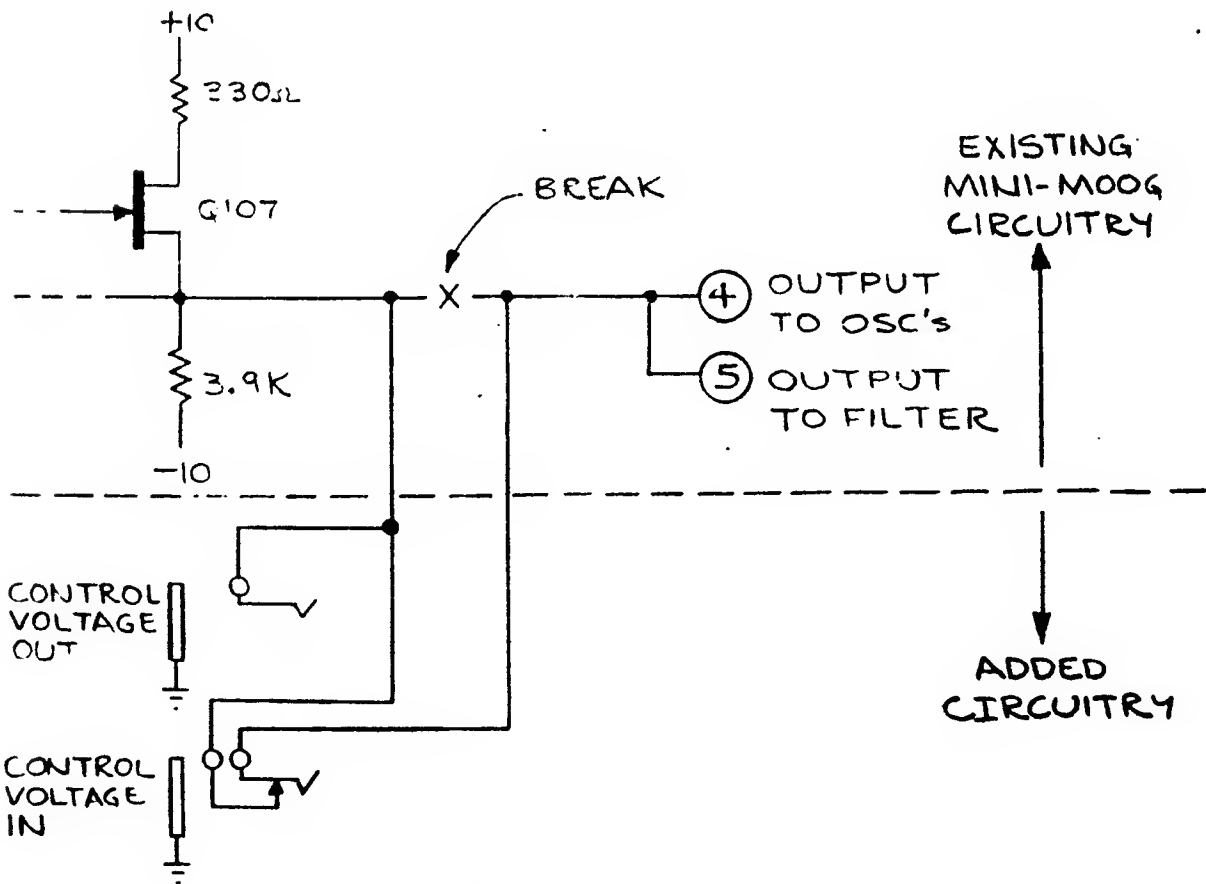 +10
330Ω
Q107
BREAK
X
3.9K
-10
4
OUTPUT
TO OSC's
5
OUTPUT
TO FILTER
EXISTING
MINI-MOOG
CIRCUITRY
CONTROL
VOLTAGE
OUT
CONTROL
VOLTAGE
IN
ADDED
CIRCUITRY